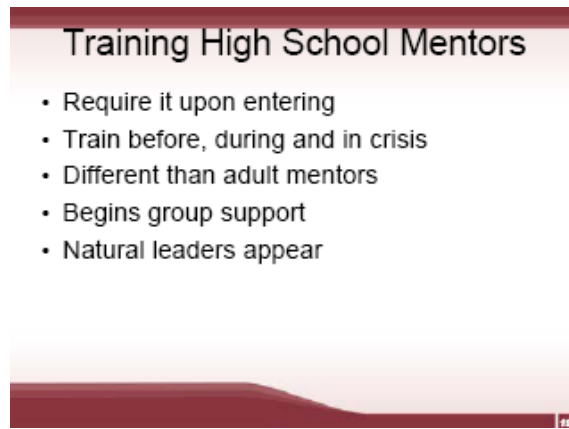 Training High School Mentors
• Require it upon entering
• Train before, during and in crisis
• Different than adult mentors
• Begins group support
• Natural leaders appear